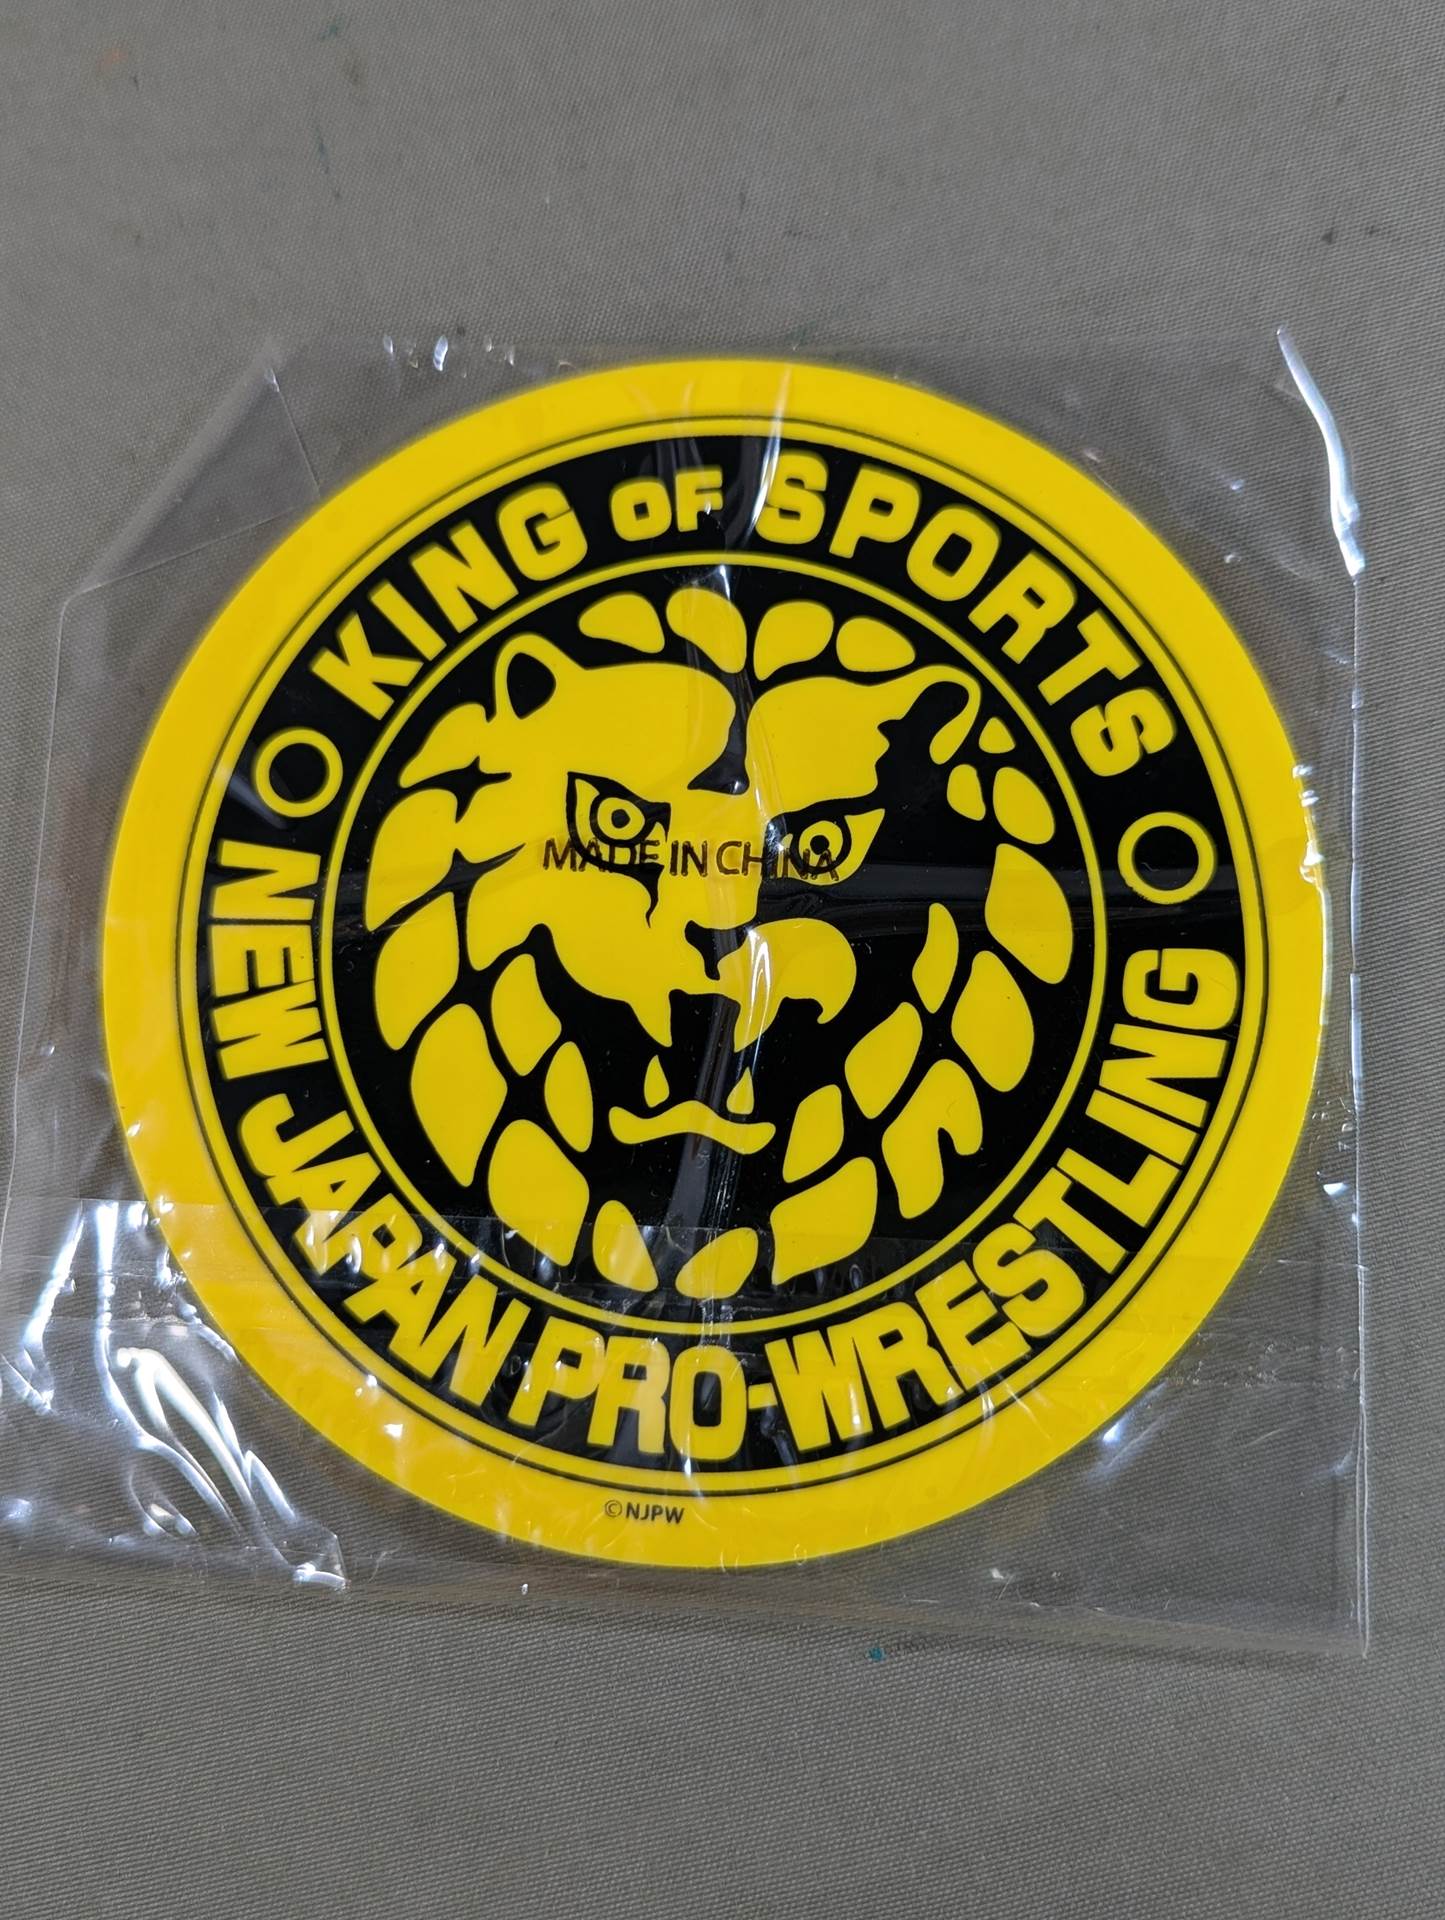 KING OF SPORTS
NEW JAPAN PRO-WRESTLING
MADE IN CHINA
©NJPW